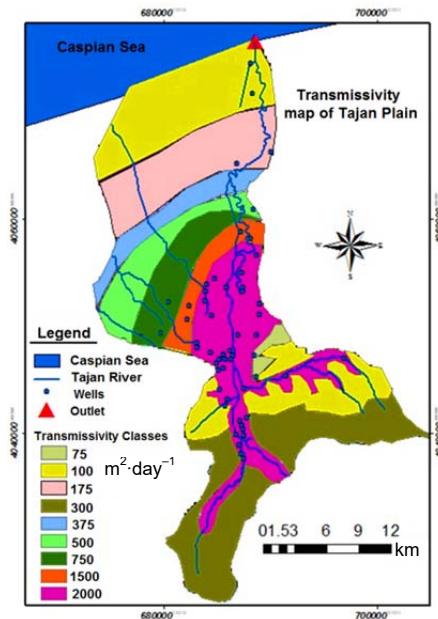 680000
700000
Caspian Sea
Transmissivity
map of Tajan Plain
4060000
Legend
Caspian Sea
Tajan River
Wells
Outlet
4040000
Transmissivity Classes
75
100 m²·day⁻¹
175
300
375
500
750
1500
2000
01.53 6 9 12
km
680000
700000